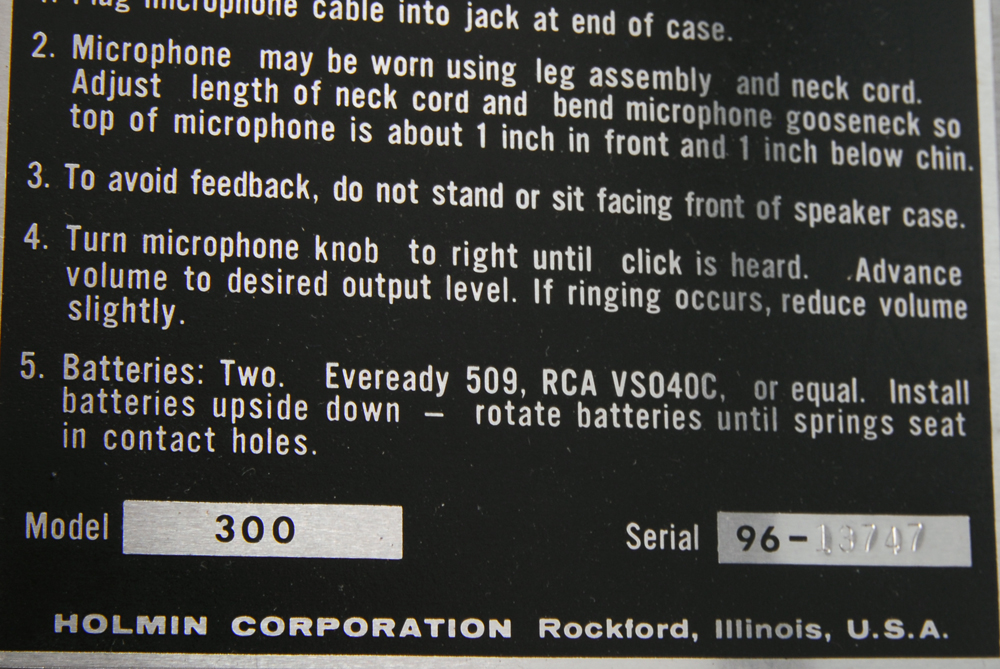 1. Plug microphone cable into jack at end of case.
2. Microphone may be worn using leg assembly and neck cord.
Adjust length of neck cord and bend microphone gooseneck so
top of microphone is about 1 inch in front and 1 inch below chin.
3. To avoid feedback, do not stand or sit facing front of speaker case.
4. Turn microphone knob to right until click is heard. Advance
volume to desired output level. If ringing occurs, reduce volume
slightly.
5. Batteries: Two. Eveready 509, RCA VS040C, or equal. Install
batteries upside down — rotate batteries until springs seat
in contact holes.
Model 300 Serial 96-13747
HOLMIN CORPORATION Rockford, Illinois, U.S.A.